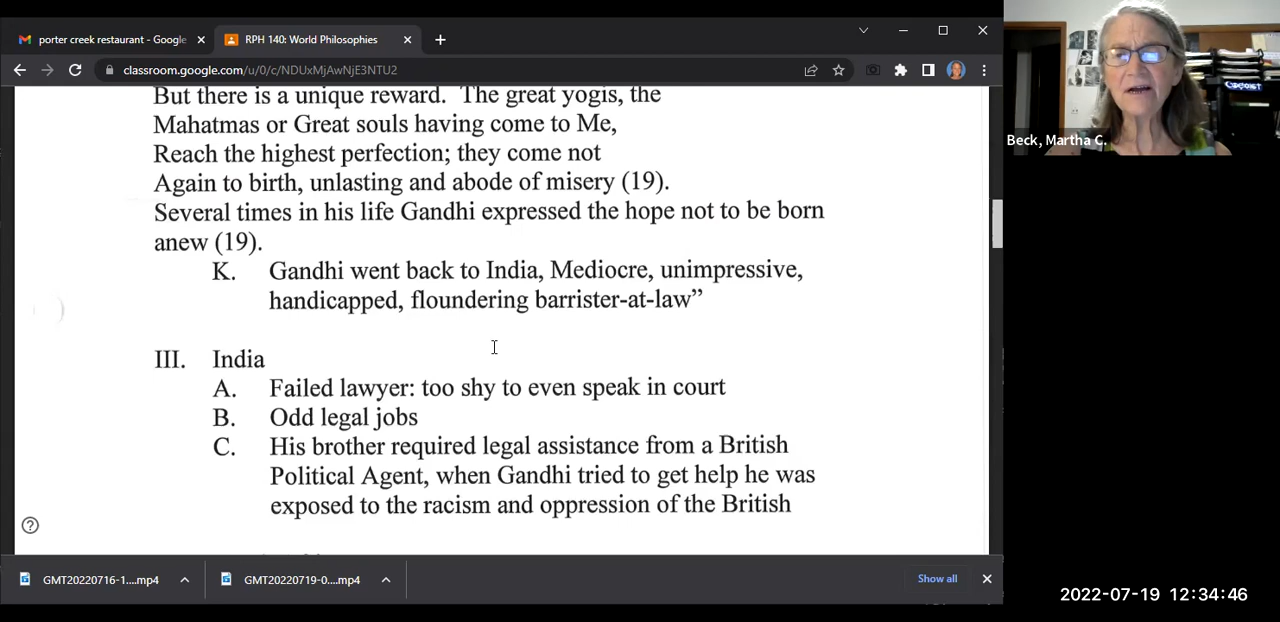 porter creek restaurant - Google
RPH 140: World Philosophies
classroom.google.com/u/0/c/NDUxMjAwNjE3NTU2
But there is a unique reward. The great yogis, the
Mahatmas or Great souls having come to Me,
Reach the highest perfection; they come not
Again to birth, unlasting and abode of misery (19).
Several times in his life Gandhi expressed the hope not to be born
anew (19).
K. Gandhi went back to India, Mediocre, unimpressive,
handicapped, floundering barrister-at-law”
III. India
A. Failed lawyer: too shy to even speak in court
B. Odd legal jobs
C. His brother required legal assistance from a British
Political Agent, when Gandhi tried to get help he was
exposed to the racism and oppression of the British
GMT20220716-1....mp4
GMT20220719-0....mp4
Show all
Beck, Martha C.
2022-07-19 12:34:46